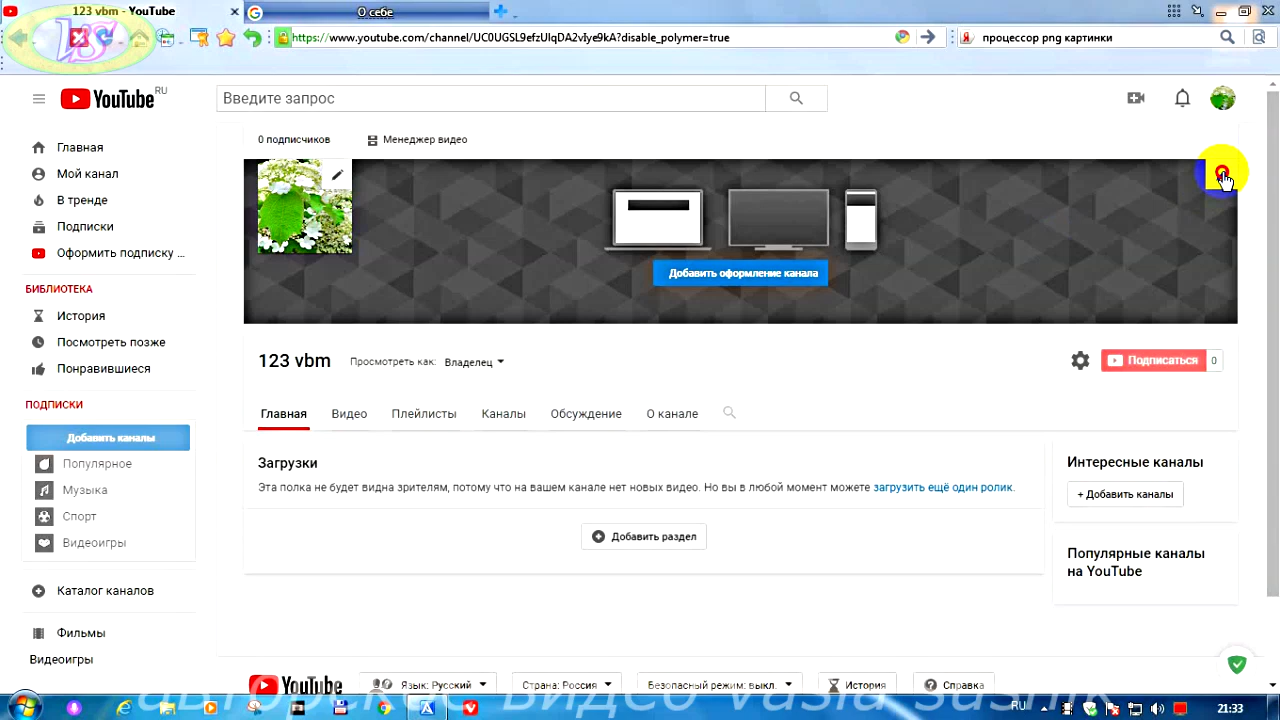 123 vbm - YouTube
О себе
https://www.youtube.com/channel/UC0UGSL9efzUIqDA2vIye9kA?disable_polymer=true
процессор png картинки
YouTube RU
Введите запрос
0 подписчиков
Менеджер видео
Главная
Мой канал
В тренде
Подписки
Оформить подписку ...
БИБЛИОТЕКА
История
Посмотреть позже
Понравившиеся
ПОДПИСКИ
Добавить каналы
Популярное
Музыка
Спорт
Видеоигры
Каталог каналов
Фильмы
Видеоигры
Добавить оформление канала
123 vbm
Просмотреть как: Владелец
Подписаться 0
Главная Видео Плейлисты Каналы Обсуждение О канале
Загрузки
Эта полка не будет видна зрителям, потому что на вашем канале нет новых видео. Но вы в любой момент можете загрузить ещё один ролик.
Добавить раздел
Интересные каналы
+ Добавить каналы
Популярные каналы
на YouTube
YouTube
Язык: Русский
Страна: Россия
Безопасный режим: выкл.
История
Справка
авторское видео vasia sashik
RU
21:33